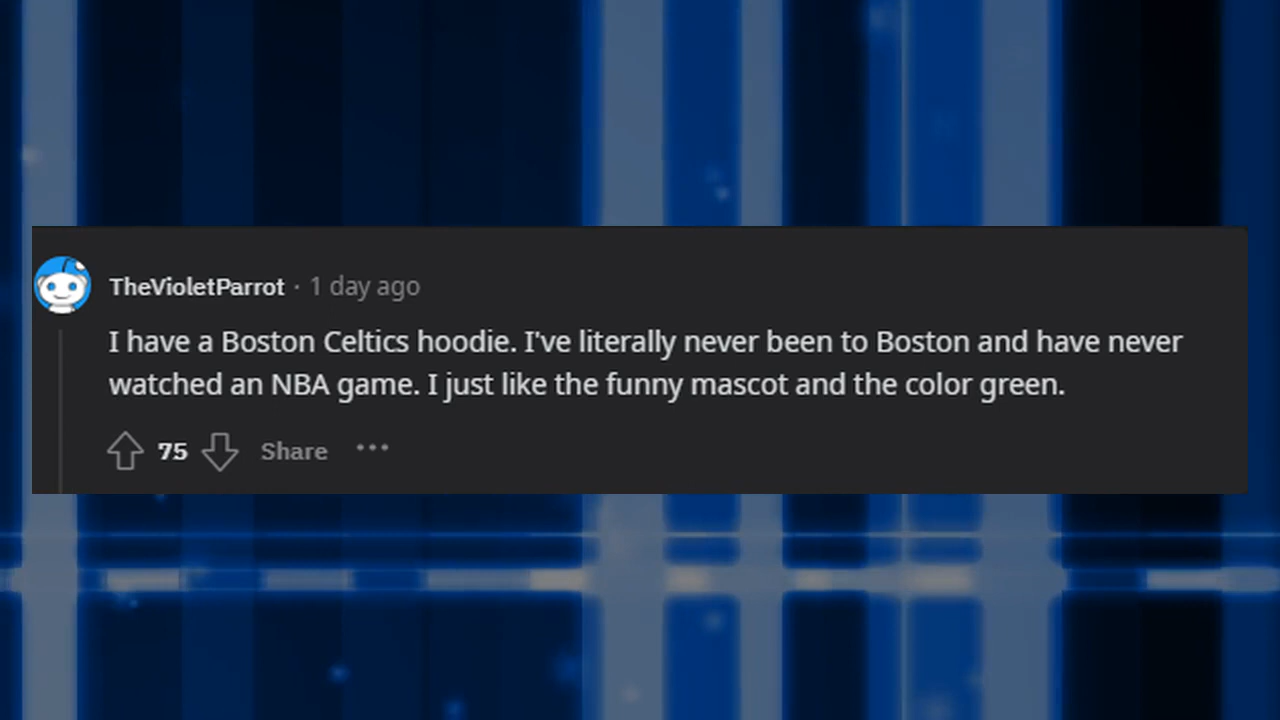 TheVioletParrot · 1 day ago
I have a Boston Celtics hoodie. I've literally never been to Boston and have never
watched an NBA game. I just like the funny mascot and the color green.
75 Share ···